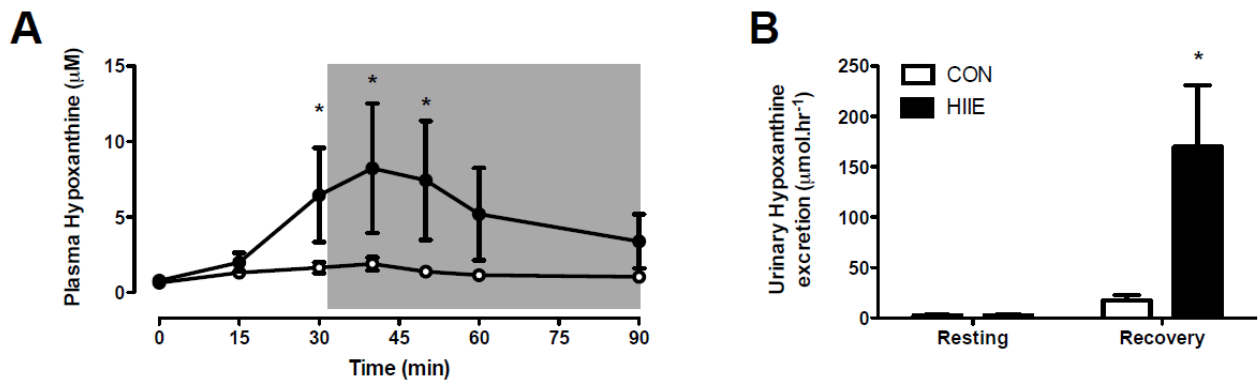 A
Plasma Hypoxanthine (μM)
15
10
5
0
*
*
*
0 15 30 45 60 75 90
Time (min)
B
Urinary Hypoxanthine
excretion (μmol.hr⁻¹)
250
200
150
100
50
0
CON
HIIE
*
Resting Recovery